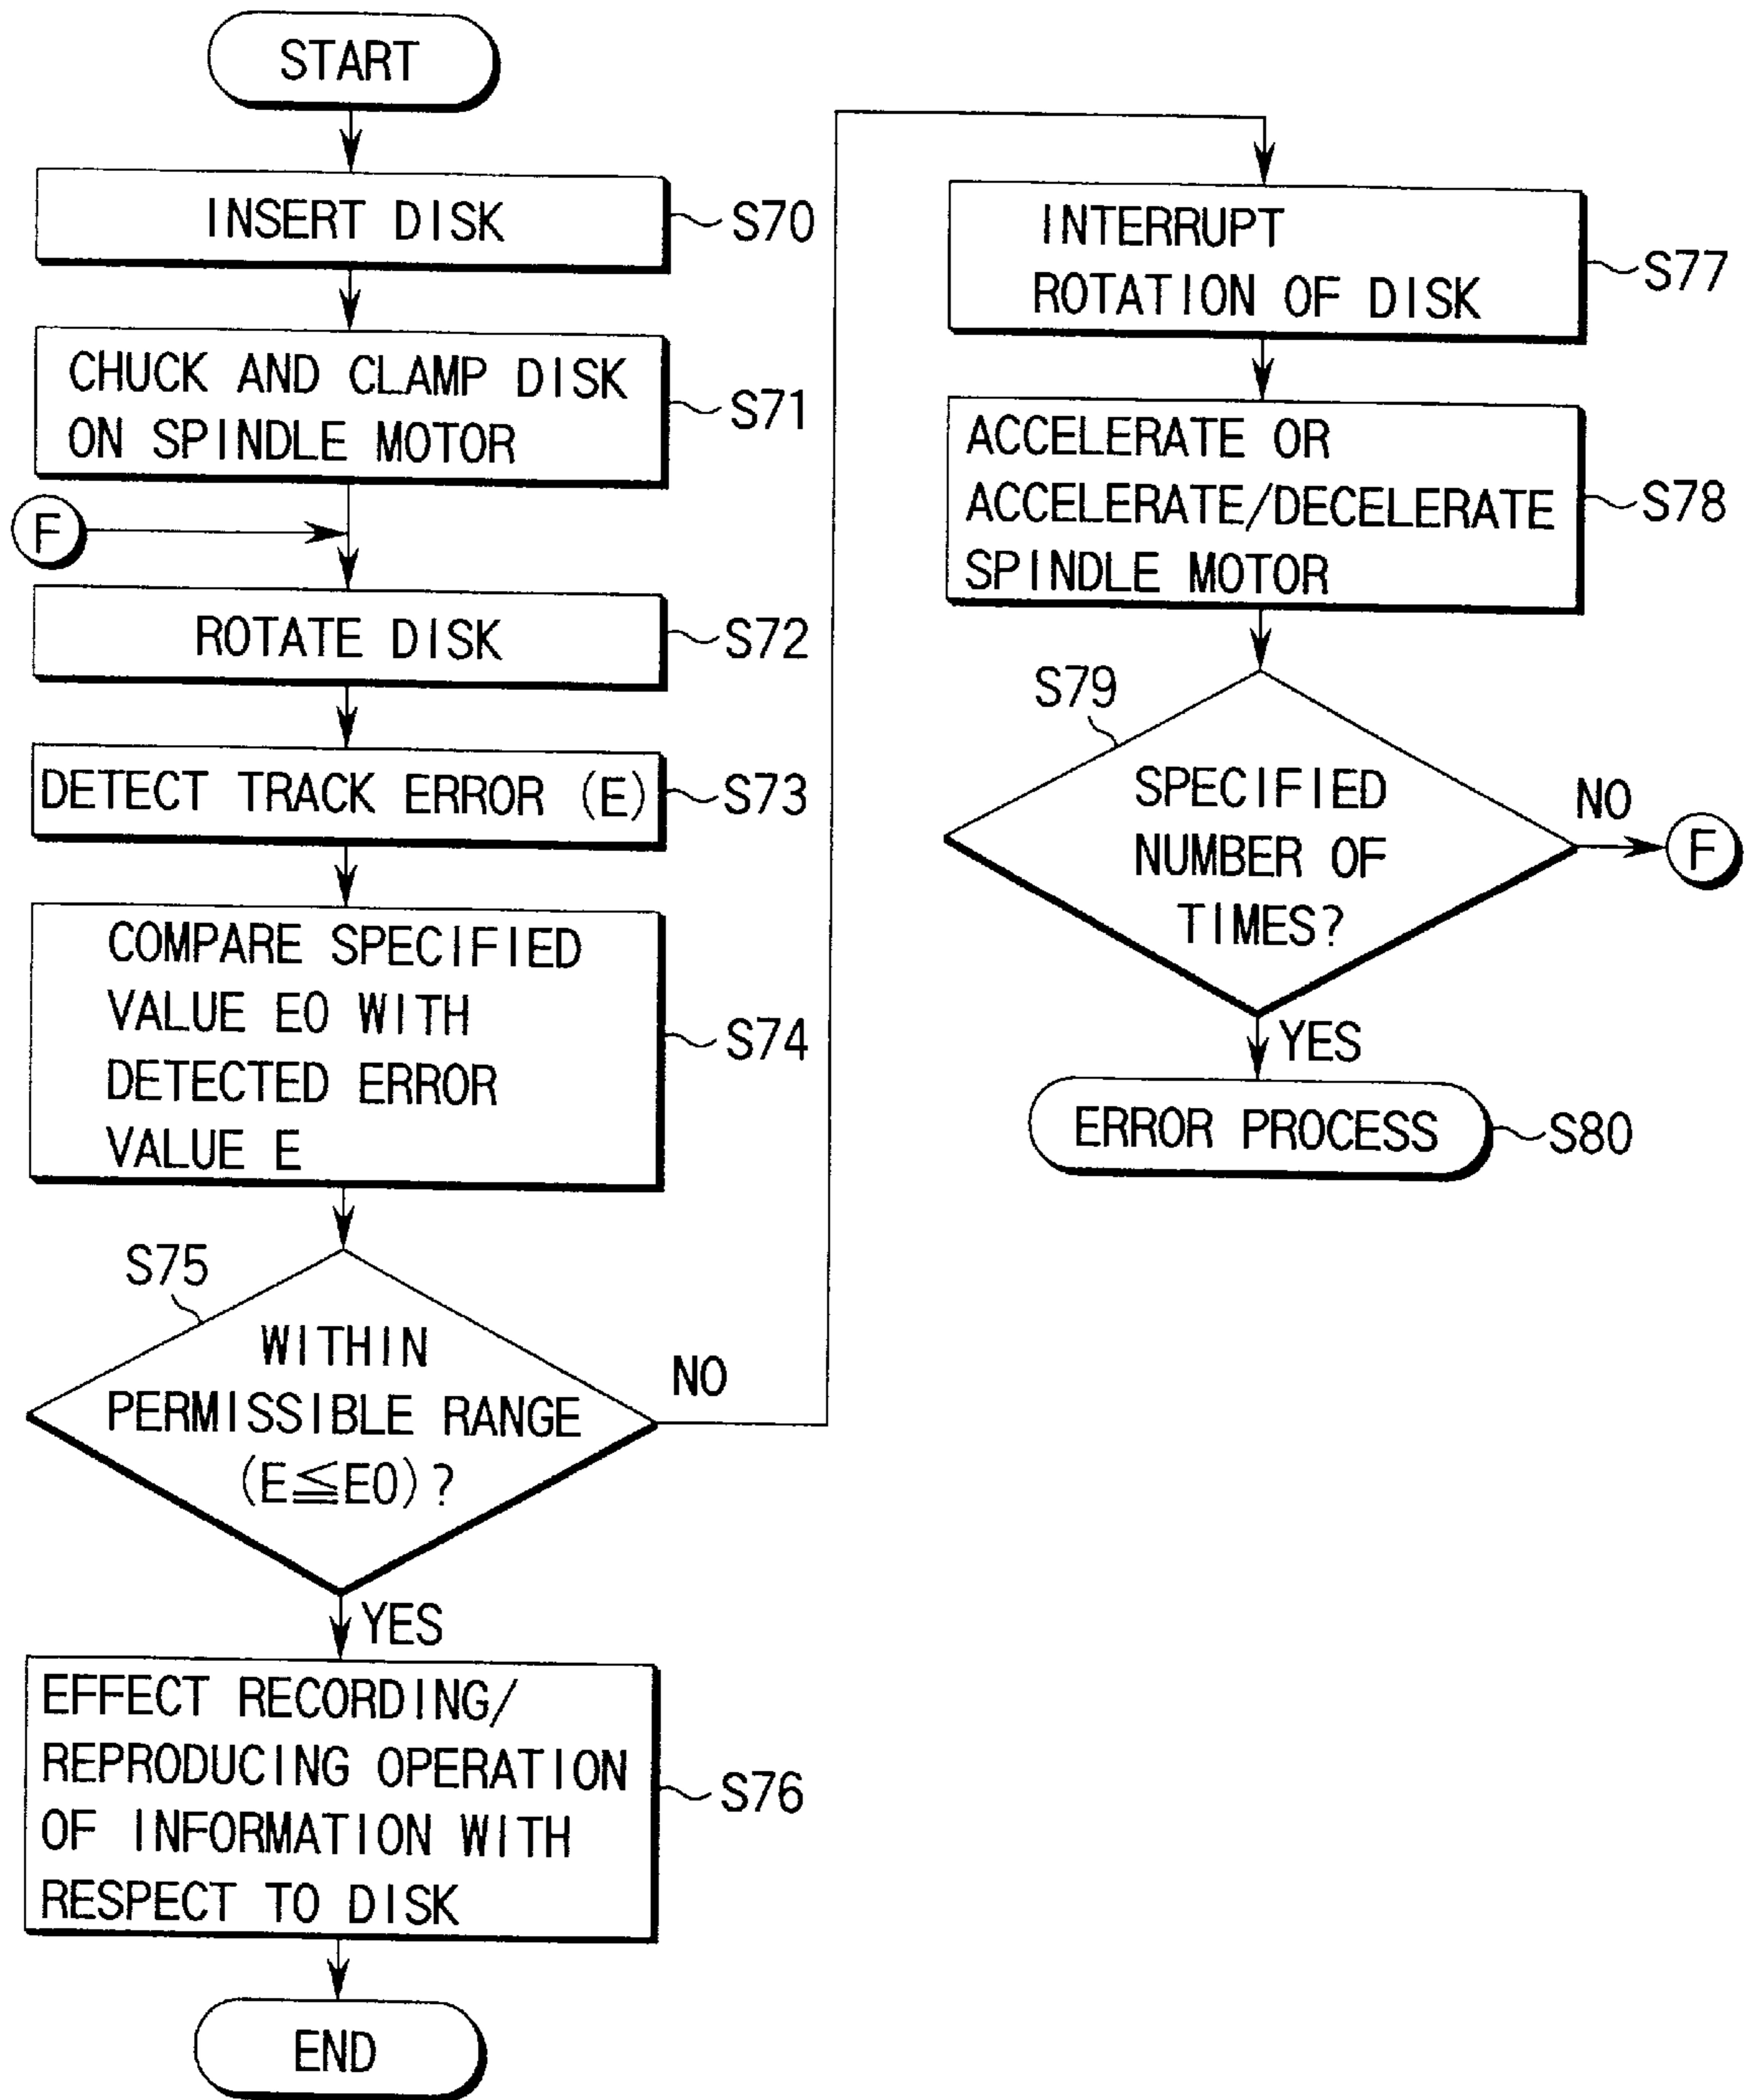 START
INSERT DISK
S70
CHUCK AND CLAMP DISK
ON SPINDLE MOTOR
S71
F
ROTATE DISK
S72
DETECT TRACK ERROR (E)
S73
COMPARE SPECIFIED
VALUE E0 WITH
DETECTED ERROR
VALUE E
S74
S75
WITHIN
PERMISSIBLE RANGE
(E≦E0)?
NO
YES
EFFECT RECORDING/
REPRODUCING OPERATION
OF INFORMATION WITH
RESPECT TO DISK
S76
END
INTERRUPT
ROTATION OF DISK
S77
ACCELERATE OR
ACCELERATE/DECELERATE
SPINDLE MOTOR
S78
S79
SPECIFIED
NUMBER OF
TIMES?
NO
F
YES
ERROR PROCESS
S80